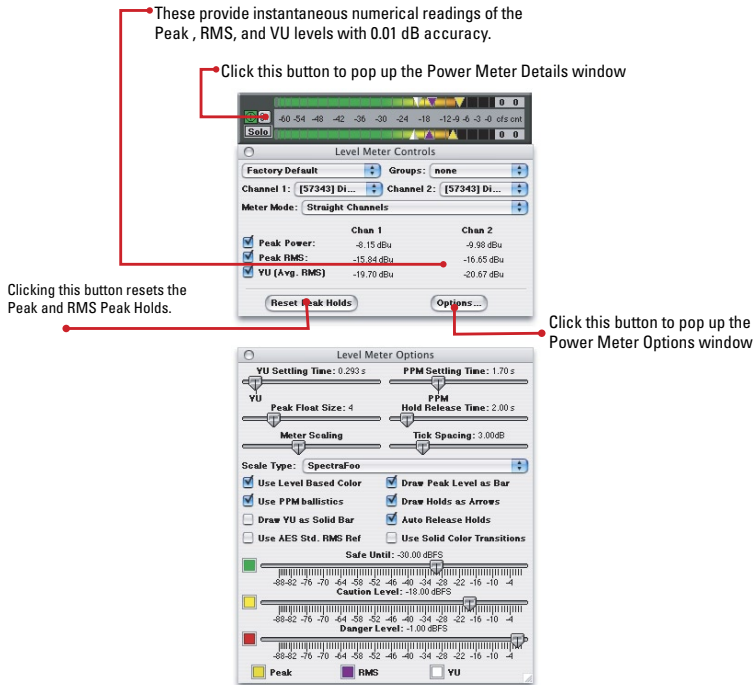 These provide instantaneous numerical readings of the
Peak , RMS, and VU levels with 0.01 dB accuracy.
Click this button to pop up the Power Meter Details window
0 0
-60 -54 -48 -42 -36 -30 -24 -18 -12 -9 -6 -3 -0 ofs cnt
Solo
0 0
Level Meter Controls
Factory Default Groups: none
Channel 1: [57343] Di... Channel 2: [57343] Di...
Meter Mode: Straight Channels
Chan 1 Chan 2
Peak Power: -8.15 dBu -9.98 dBu
Peak RMS: -15.84 dBu -16.65 dBu
VU (Avg. RMS) -19.70 dBu -20.67 dBu
Clicking this button resets the
Peak and RMS Peak Holds.
Reset Peak Holds Options...
Click this button to pop up the
Power Meter Options window
Level Meter Options
VU Settling Time: 0.293 s PPM Settling Time: 1.70 s
VU PPM
Peak Float Size: 4 Hold Release Time: 2.00 s
Meter Scaling Tick Spacing: 3.00dB
Scale Type: SpectraFoo
Use Level Based Color Draw Peak Level as Bar
Use PPM ballistics Draw Holds as Arrows
Draw VU as Solid Bar Auto Release Holds
Use AES Std. RMS Ref Use Solid Color Transitions
Safe Until: -30.00 dBFS
-88-82 -76 -70 -64 -58 -52 -46 -40 -34 -28 -22 -16 -10 -4
Caution Level: -18.00 dBFS
-88-82 -76 -70 -64 -58 -52 -46 -40 -34 -28 -22 -16 -10 -4
Danger Level: -1.00 dBFS
-88-82 -76 -70 -64 -58 -52 -46 -40 -34 -28 -22 -16 -10 -4
Peak RMS VU